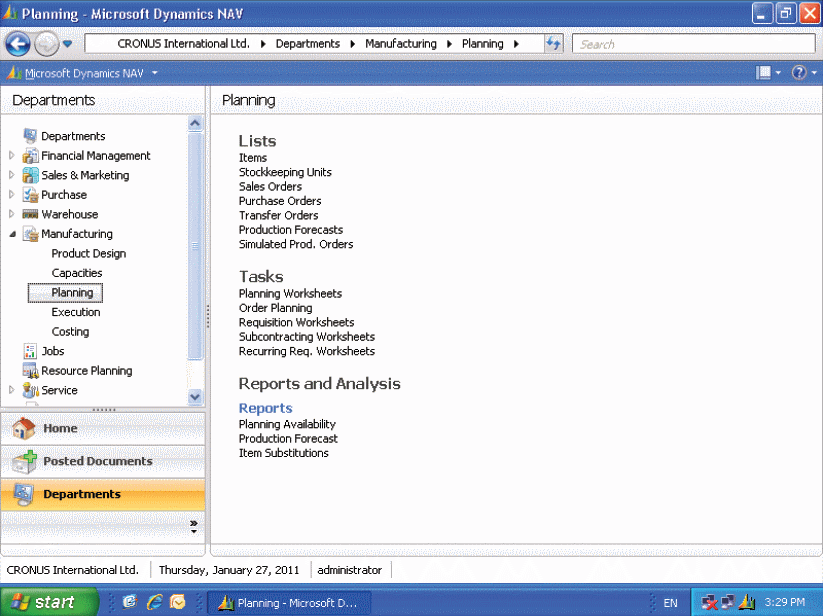 Planning - Microsoft Dynamics NAV
CRONUS International Ltd. Departments Manufacturing Planning Search
Microsoft Dynamics NAV
Departments
Departments
Financial Management
Sales & Marketing
Purchase
Warehouse
Manufacturing
Product Design
Capacities
Planning
Execution
Costing
Jobs
Resource Planning
Service
Home
Posted Documents
Departments
Planning
Lists
Items
Stockkeeping Units
Sales Orders
Purchase Orders
Transfer Orders
Production Forecasts
Simulated Prod. Orders
Tasks
Planning Worksheets
Order Planning
Requisition Worksheets
Subcontracting Worksheets
Recurring Req. Worksheets
Reports and Analysis
Reports
Planning Availability
Production Forecast
Item Substitutions
CRONUS International Ltd. Thursday, January 27, 2011 administrator
start Planning - Microsoft D... EN 3:29 PM